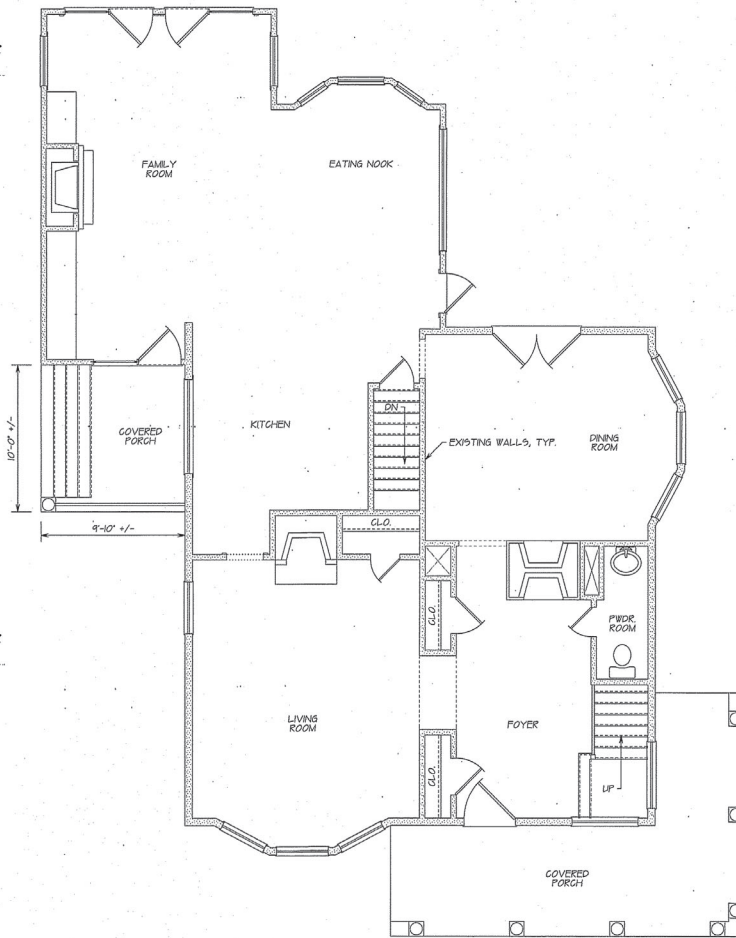 FAMILY
ROOM
EATING NOOK
10'-0" +/-
COVERED
PORCH
KITCHEN
DN
EXISTING WALLS, TYP.
DINING
ROOM
9'-10" +/-
CLO.
CLO.
PWDR.
ROOM
LIVING
ROOM
FOYER
CLO.
UP
COVERED
PORCH